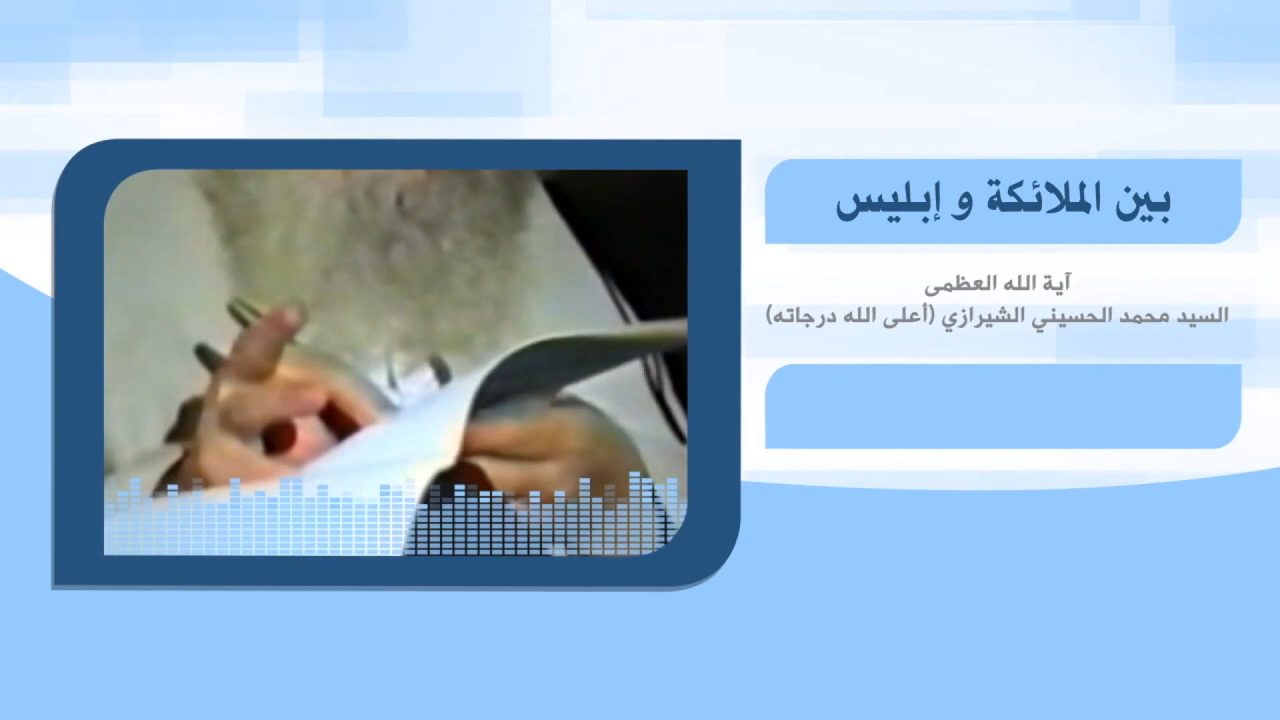 بين الملائكة و إبليس
آية الله العظمى
السيد محمد الحسيني الشيرازي (أعلى الله درجاته)